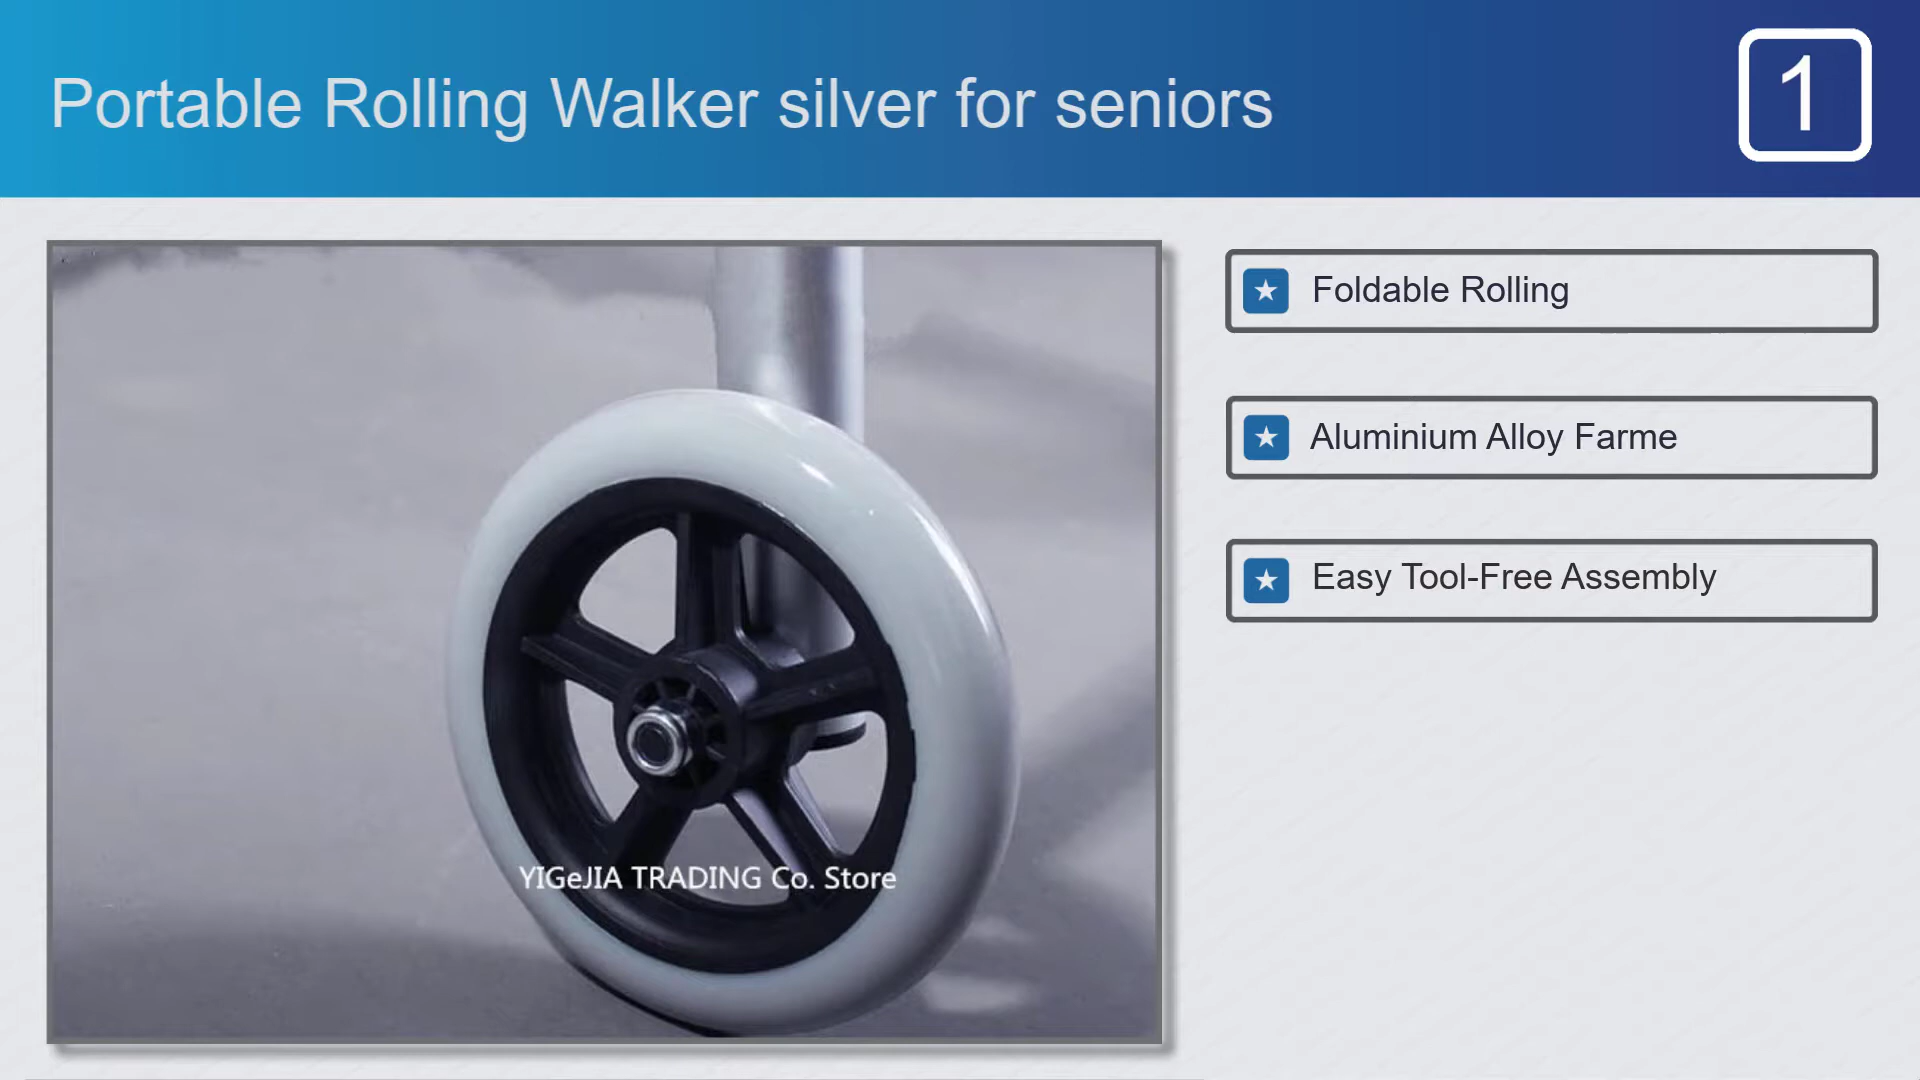 Portable Rolling Walker silver for seniors
1
Foldable Rolling
Aluminium Alloy Farme
Easy Tool-Free Assembly
YIGeJIA TRADING Co. Store